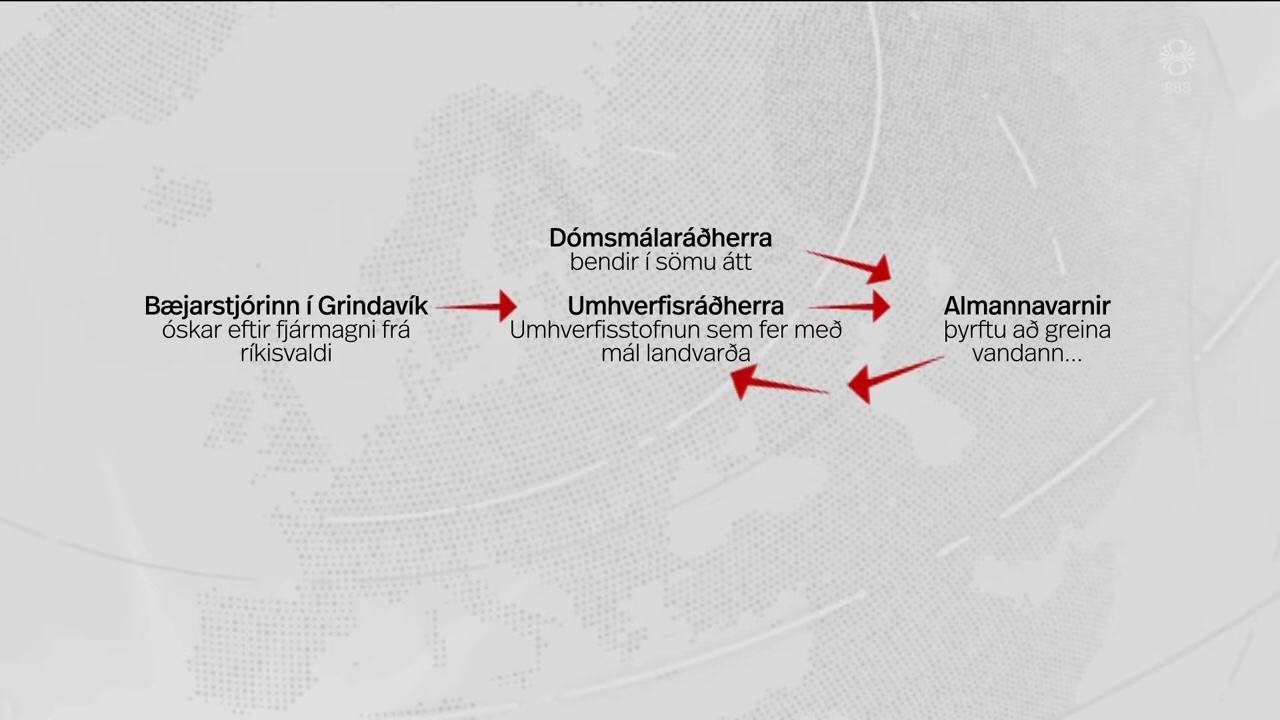 Dómsmálaráðherra
bendir í sömu átt
Bæjarstjórinn í Grindavík
óskar eftir fjármagni frá
ríkisvaldi
Umhverfisráðherra
Umhverfisstofnun sem fer með
mál landvarða
Almannavarnir
þyrftu að greina
vandann...
888